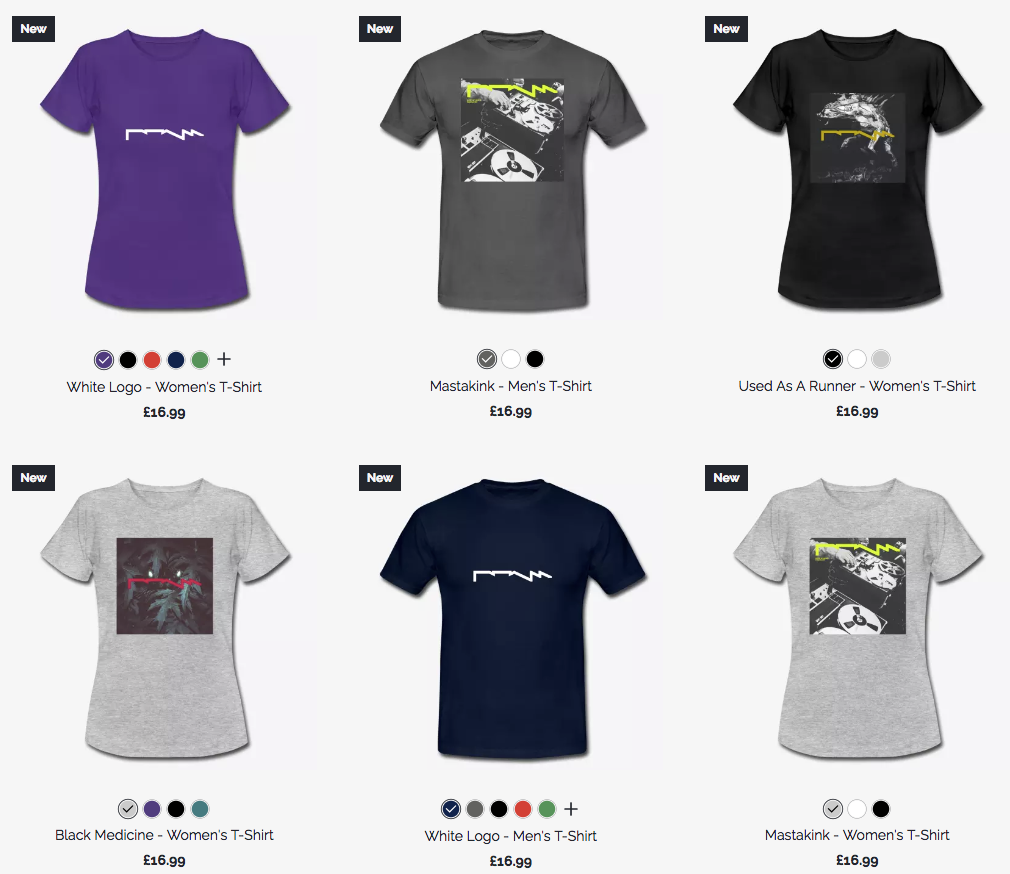 New
New
New
White Logo - Women's T-Shirt
£16.99
Mastakink - Men's T-Shirt
£16.99
Used As A Runner - Women's T-Shirt
£16.99
New
New
New
Black Medicine - Women's T-Shirt
£16.99
White Logo - Men's T-Shirt
£16.99
Mastakink - Women's T-Shirt
£16.99